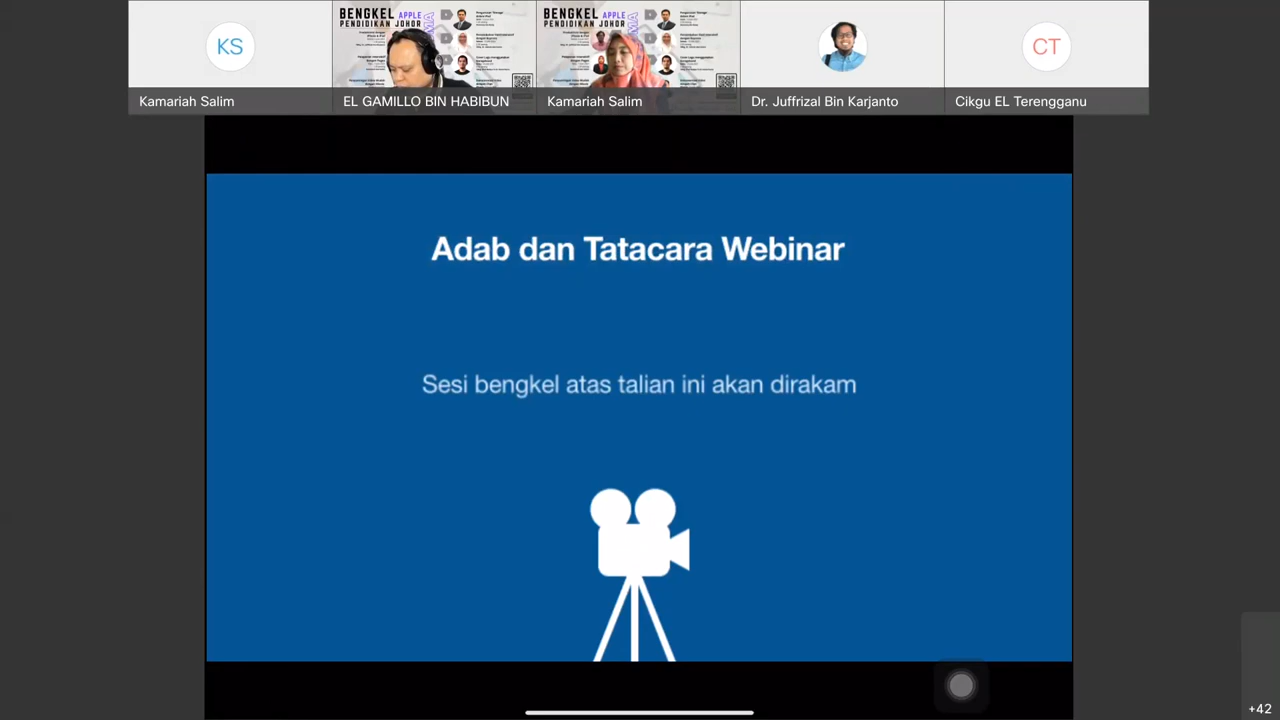 KS
BENGKEL APPLE
PENDIDIKAN JOHOR
BENGKEL APPLE
PENDIDIKAN JOHOR
CT
Kamariah Salim
EL GAMILLO BIN HABIBUN
Kamariah Salim
Dr. Juffrizal Bin Karjanto
Cikgu EL Terengganu
Adab dan Tatacara Webinar
Sesi bengkel atas talian ini akan dirakam
+42